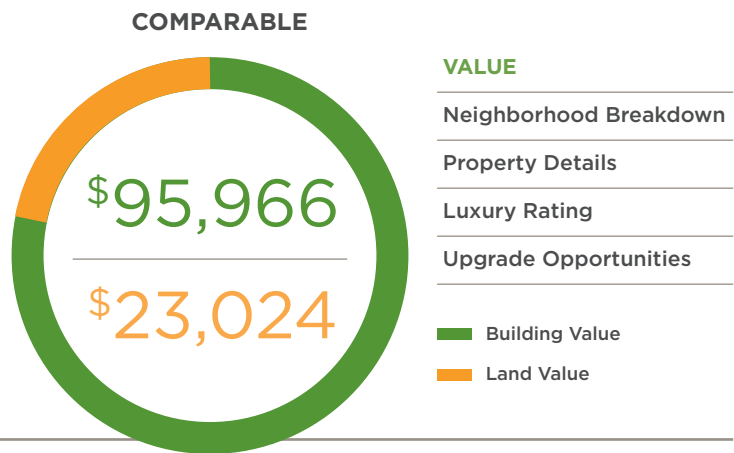 COMPARABLE
$95,966
$23,024
VALUE
Neighborhood Breakdown
Property Details
Luxury Rating
Upgrade Opportunities
Building Value
Land Value